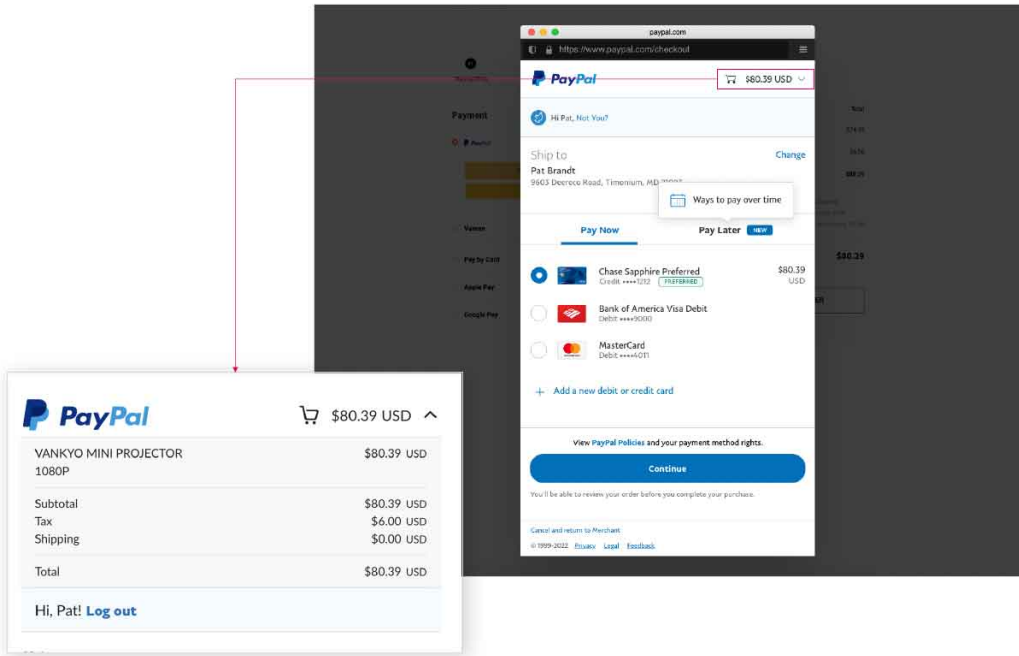 paypal.com
https://www.paypal.com/checkout
PayPal
$80.39 USD
Hi Pat, Not You?
Ship to
Change
Pat Brandt
9603 Deereco Road, Timonium, MD
Ways to pay over time
Pay Now
Pay Later NEW
Chase Sapphire Preferred
$80.39
Credit ••••1212 PREFERRED
USD
Bank of America Visa Debit
Debit ••••9000
MasterCard
Debit ••••4011
+ Add a new debit or credit card
View PayPal Policies and your payment method rights.
Continue
You'll be able to review your order before you complete your purchase.
Cancel and return to Merchant
© 1999-2022 Privacy Legal Feedback
Payment
PayPal
Venmo
Pay by Card
Apple Pay
Google Pay
Total
$80.39
PayPal
$80.39 USD
VANKYO MINI PROJECTOR
$80.39 USD
1080P
Subtotal
$80.39 USD
Tax
$6.00 USD
Shipping
$0.00 USD
Total
$80.39 USD
Hi, Pat! Log out